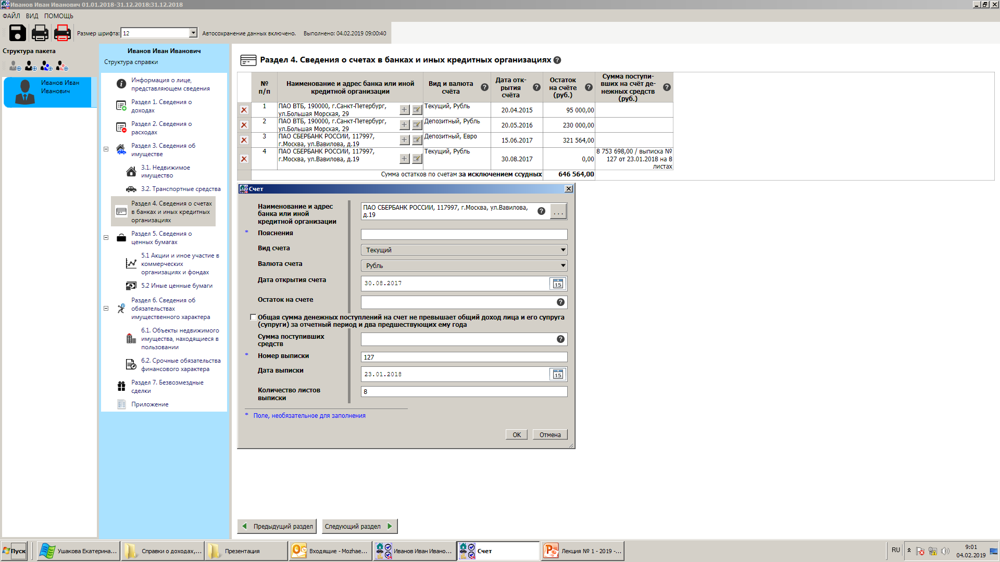 Иванов Иван Иванович 01.01.2018-31.12.2018:31.12.2018
ФАЙЛ ВИД ПОМОЩЬ
Размер шрифта: 12 Автосохранение данных включено. Выполнено: 04.02.2019 09:00:40
Структура пакета
Иванов Иван
Иванович
Иванов Иван Иванович
Структура справки
Информация о лице,
представляющем сведения
Раздел 1. Сведения о
доходах
Раздел 2. Сведения о
расходах
Раздел 3. Сведения об
имуществе
3.1. Недвижимое
имущество
3.2. Транспортные средства
Раздел 4. Сведения о счетах
в банках и иных кредитных
организациях
Раздел 5. Сведения о
ценных бумагах
5.1 Акции и иное участие в
коммерческих
организациях и фондах
5.2 Иные ценные бумаги
Раздел 6. Сведения об
обязательствах
имущественного характера
6.1. Объекты недвижимого
имущества, находящиеся в
пользовании
6.2. Срочные обязательства
финансового характера
Раздел 7. Безвозмездные
сделки
Приложение
Раздел 4. Сведения о счетах в банках и иных кредитных организациях ?
№
п/п
Наименование и адрес банка или иной
кредитной организации
Вид и валюта
счёта ?
Дата отк-
рытия
счёта ?
Остаток
на счёте
(руб.) ?
Сумма поступи-
вших на счёт де-
нежных средств
(руб.) ?
1 ПАО ВТБ, 190000, г.Санкт-Петербург,
ул.Большая Морская, 29
Текущий, Рубль 20.04.2015 95 000,00
2 ПАО ВТБ, 190000, г.Санкт-Петербург,
ул.Большая Морская, 29
Депозитный, Рубль 20.05.2016 230 000,00
3 ПАО СБЕРБАНК РОССИИ, 117997,
г.Москва, ул.Вавилова, д.19
Депозитный, Евро 15.06.2017 321 564,00
4 ПАО СБЕРБАНК РОССИИ, 117997,
г.Москва, ул.Вавилова, д.19
Текущий, Рубль 30.08.2017 0,00
8 753 698,00 / выписка №
127 от 23.01.2018 на 8
листах
Сумма остатков по счетам за исключением ссудных 646 564,00
Счет
Наименование и адрес
банка или иной
кредитной организации
ПАО СБЕРБАНК РОССИИ, 117997, г.Москва, ул.Вавилова,
д.19 ? ...
* Пояснения
Вид счета Текущий
Валюта счета Рубль
Дата открытия счета 30.08.2017 15
Остаток на счете ?
Общая сумма денежных поступлений на счет не превышает общий доход лица и его супруга
(супруги) за отчетный период и два предшествующих ему года
Сумма поступивших
средств ?
* Номер выписки 127
Дата выписки 23.01.2018 15
Количество листов
выписки 8
* Поле, необязательное для заполнения
OK Отмена
Предыдущий раздел Следующий раздел
Пуск Ушакова Екатерина... Справки о доходах,... Презентация Входящие - Mozhae... Иванов Иван Ивано... Счет Лекция № 1 - 2019 -... RU 9:01
04.02.2019